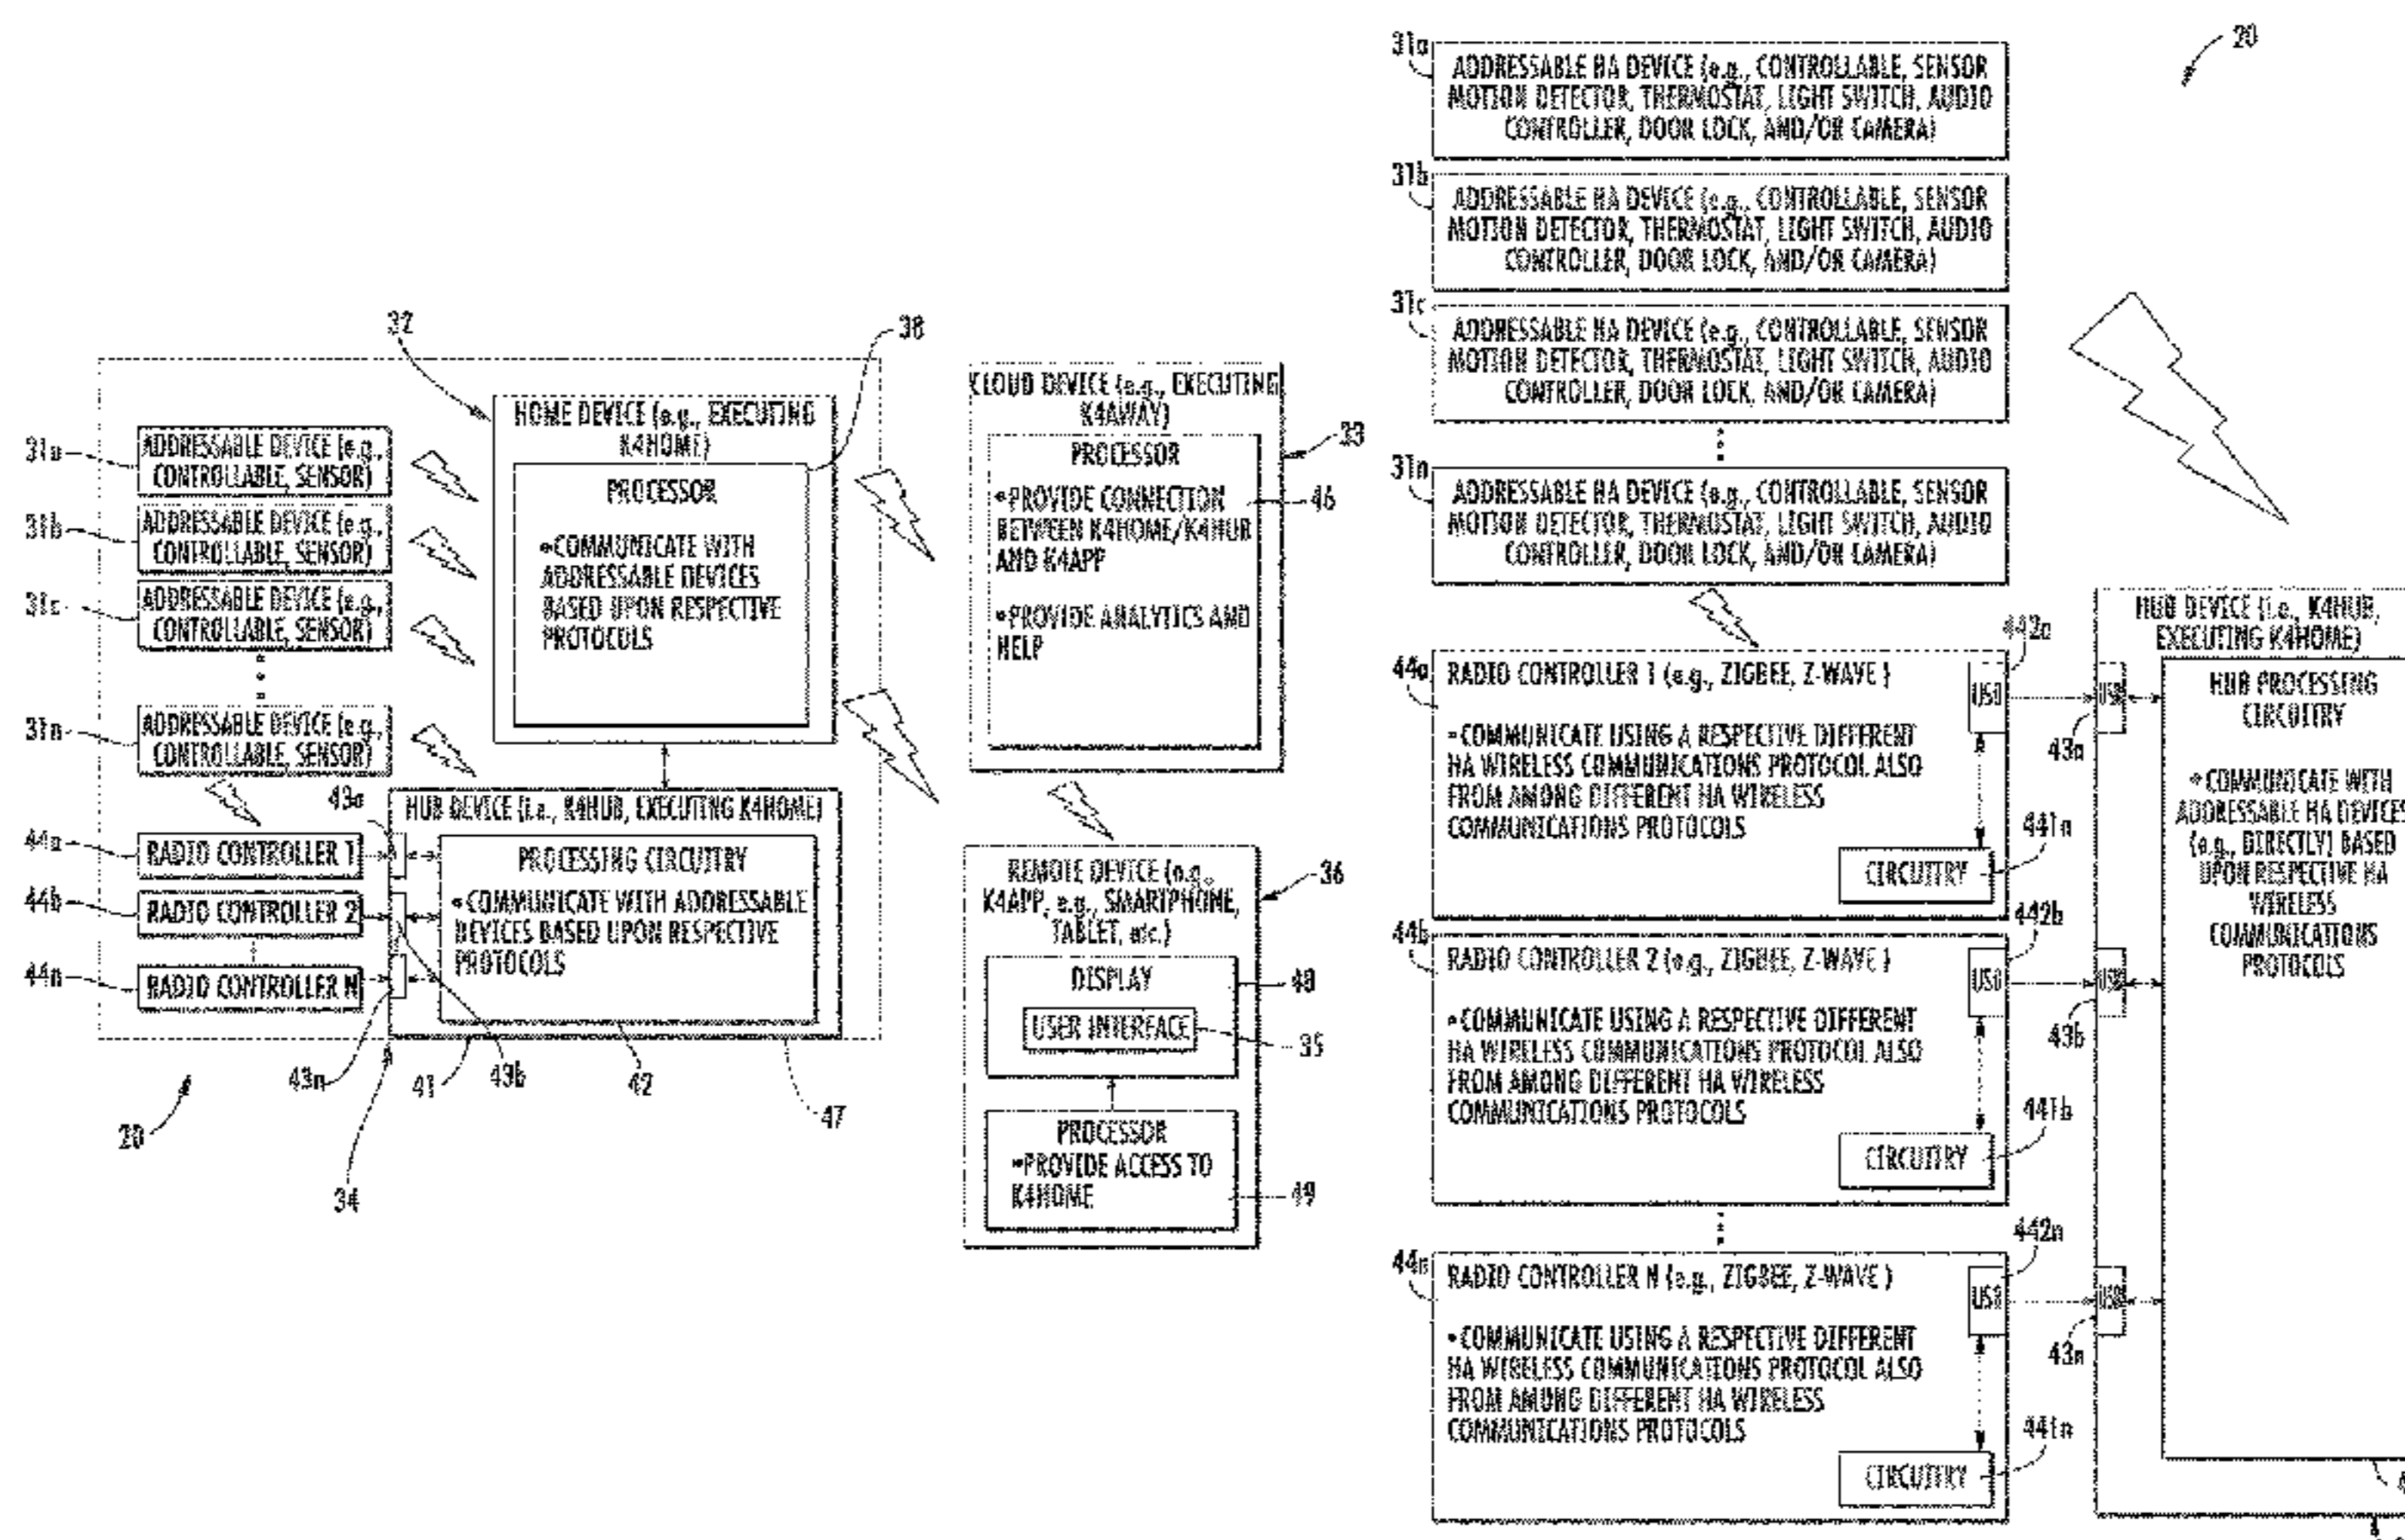 32
38
HOME DEVICE (e.g., EXECUTING
K4HOME)
PROCESSOR
•COMMUNICATE WITH
ADDRESSABLE DEVICES
BASED UPON RESPECTIVE
PROTOCOLS
31a
ADDRESSABLE DEVICE (e.g.,
CONTROLLABLE, SENSOR)
31b
ADDRESSABLE DEVICE (e.g.,
CONTROLLABLE, SENSOR)
31c
ADDRESSABLE DEVICE (e.g.,
CONTROLLABLE, SENSOR)
31n
ADDRESSABLE DEVICE (e.g.,
CONTROLLABLE, SENSOR)
43a
HUB DEVICE (i.e., K4HUB, EXECUTING K4HOME)
44a
RADIO CONTROLLER 1
44b
RADIO CONTROLLER 2
44n
RADIO CONTROLLER N
PROCESSING CIRCUITRY
•COMMUNICATE WITH ADDRESSABLE
DEVICES BASED UPON RESPECTIVE
PROTOCOLS
43n
41
43b
42
47
20
34
CLOUD DEVICE (e.g., EXECUTING
K4AWAY)
33
PROCESSOR
•PROVIDE CONNECTION
BETWEEN K4HOME/K4HUB
AND K4APP
46
•PROVIDE ANALYTICS AND
HELP
REMOTE DEVICE (e.g.,
K4APP, e.g., SMARTPHONE,
TABLET, etc.)
36
DISPLAY
48
USER INTERFACE
35
PROCESSOR
•PROVIDE ACCESS TO
K4HOME
49
20
31a
ADDRESSABLE HA DEVICE (e.g., CONTROLLABLE, SENSOR
MOTION DETECTOR, THERMOSTAT, LIGHT SWITCH, AUDIO
CONTROLLER, DOOR LOCK, AND/OR CAMERA)
31b
ADDRESSABLE HA DEVICE (e.g., CONTROLLABLE, SENSOR
MOTION DETECTOR, THERMOSTAT, LIGHT SWITCH, AUDIO
CONTROLLER, DOOR LOCK, AND/OR CAMERA)
31c
ADDRESSABLE HA DEVICE (e.g., CONTROLLABLE, SENSOR
MOTION DETECTOR, THERMOSTAT, LIGHT SWITCH, AUDIO
CONTROLLER, DOOR LOCK, AND/OR CAMERA)
31n
ADDRESSABLE HA DEVICE (e.g., CONTROLLABLE, SENSOR
MOTION DETECTOR, THERMOSTAT, LIGHT SWITCH, AUDIO
CONTROLLER, DOOR LOCK, AND/OR CAMERA)
44a
RADIO CONTROLLER 1 (e.g., ZIGBEE, Z-WAVE )
•COMMUNICATE USING A RESPECTIVE DIFFERENT
HA WIRELESS COMMUNICATIONS PROTOCOL ALSO
FROM AMONG DIFFERENT HA WIRELESS
COMMUNICATIONS PROTOCOLS
442a
USB
USB
43a
441a
CIRCUITRY
44b
RADIO CONTROLLER 2 (e.g., ZIGBEE, Z-WAVE )
•COMMUNICATE USING A RESPECTIVE DIFFERENT
HA WIRELESS COMMUNICATIONS PROTOCOL ALSO
FROM AMONG DIFFERENT HA WIRELESS
COMMUNICATIONS PROTOCOLS
442b
USB
USB
43b
441b
CIRCUITRY
44n
RADIO CONTROLLER N (e.g., ZIGBEE, Z-WAVE )
•COMMUNICATE USING A RESPECTIVE DIFFERENT
HA WIRELESS COMMUNICATIONS PROTOCOL ALSO
FROM AMONG DIFFERENT HA WIRELESS
COMMUNICATIONS PROTOCOLS
442n
USB
USB
43n
441n
CIRCUITRY
HUB DEVICE (i.e., K4HUB,
EXECUTING K4HOME)
HUB PROCESSING
CIRCUITRY
•COMMUNICATE WITH
ADDRESSABLE HA DEVICES
(e.g., DIRECTLY) BASED
UPON RESPECTIVE HA
WIRELESS
COMMUNICATIONS
PROTOCOLS